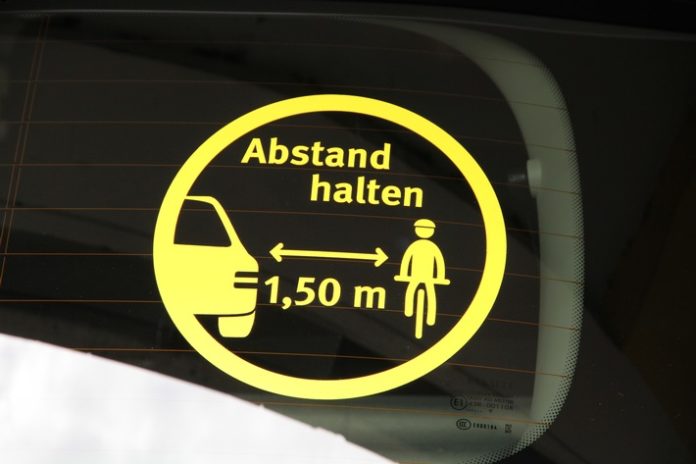 Abstand
halten
1,50 m